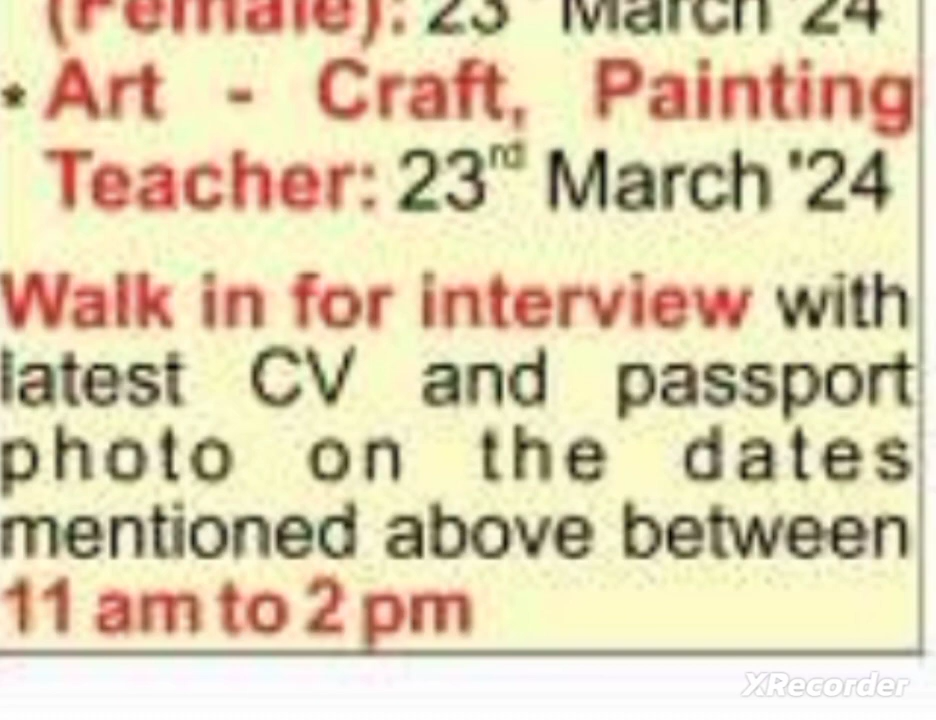 (Female): 23 March '24
• Art - Craft, Painting
Teacher: 23rd March '24
Walk in for interview with
latest CV and passport
photo on the dates
mentioned above between
11 am to 2 pm
XRecorder